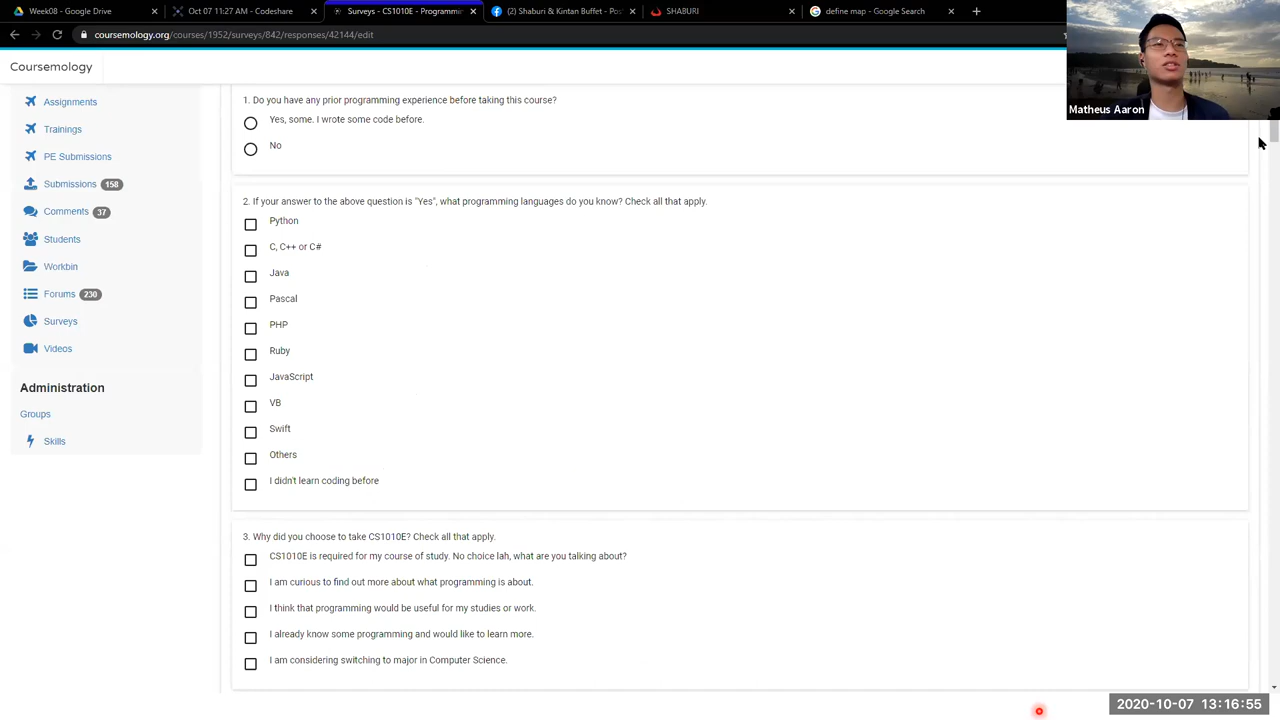 Week08 - Google Drive
Oct 07 11:27 AM - Codeshare
Surveys - CS1010E - Programmin
(2) Shaburi & Kintan Buffet - Pos
SHABURI
define map - Google Search
coursemology.org/courses/1952/surveys/842/responses/42144/edit
Coursemology
Matheus Aaron
Assignments
Trainings
PE Submissions
Submissions 158
Comments 37
Students
Workbin
Forums 230
Surveys
Videos
Administration
Groups
Skills
1. Do you have any prior programming experience before taking this course?
Yes, some. I wrote some code before.
No
2. If your answer to the above question is "Yes", what programming languages do you know? Check all that apply.
Python
C, C++ or C#
Java
Pascal
PHP
Ruby
JavaScript
VB
Swift
Others
I didn't learn coding before
3. Why did you choose to take CS1010E? Check all that apply.
CS1010E is required for my course of study. No choice lah, what are you talking about?
I am curious to find out more about what programming is about.
I think that programming would be useful for my studies or work.
I already know some programming and would like to learn more.
I am considering switching to major in Computer Science.
2020-10-07 13:16:55